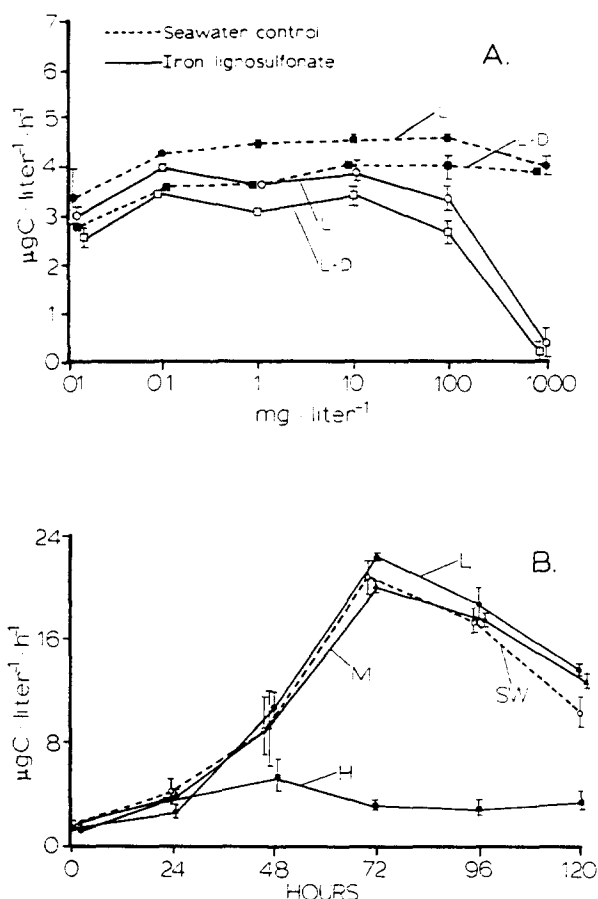 7
6
5
4
3
2
1
0
µgC · liter⁻¹ · h⁻¹
Seawater control
Iron lignosulfonate
A.
L
L-D
L
L-D
01 01 1 10 100 1000
mg · liter⁻¹
24
16
8
0
µgC · liter⁻¹ · h⁻¹
B.
L
M
SW
H
0 24 48 72 96 120
HOURS